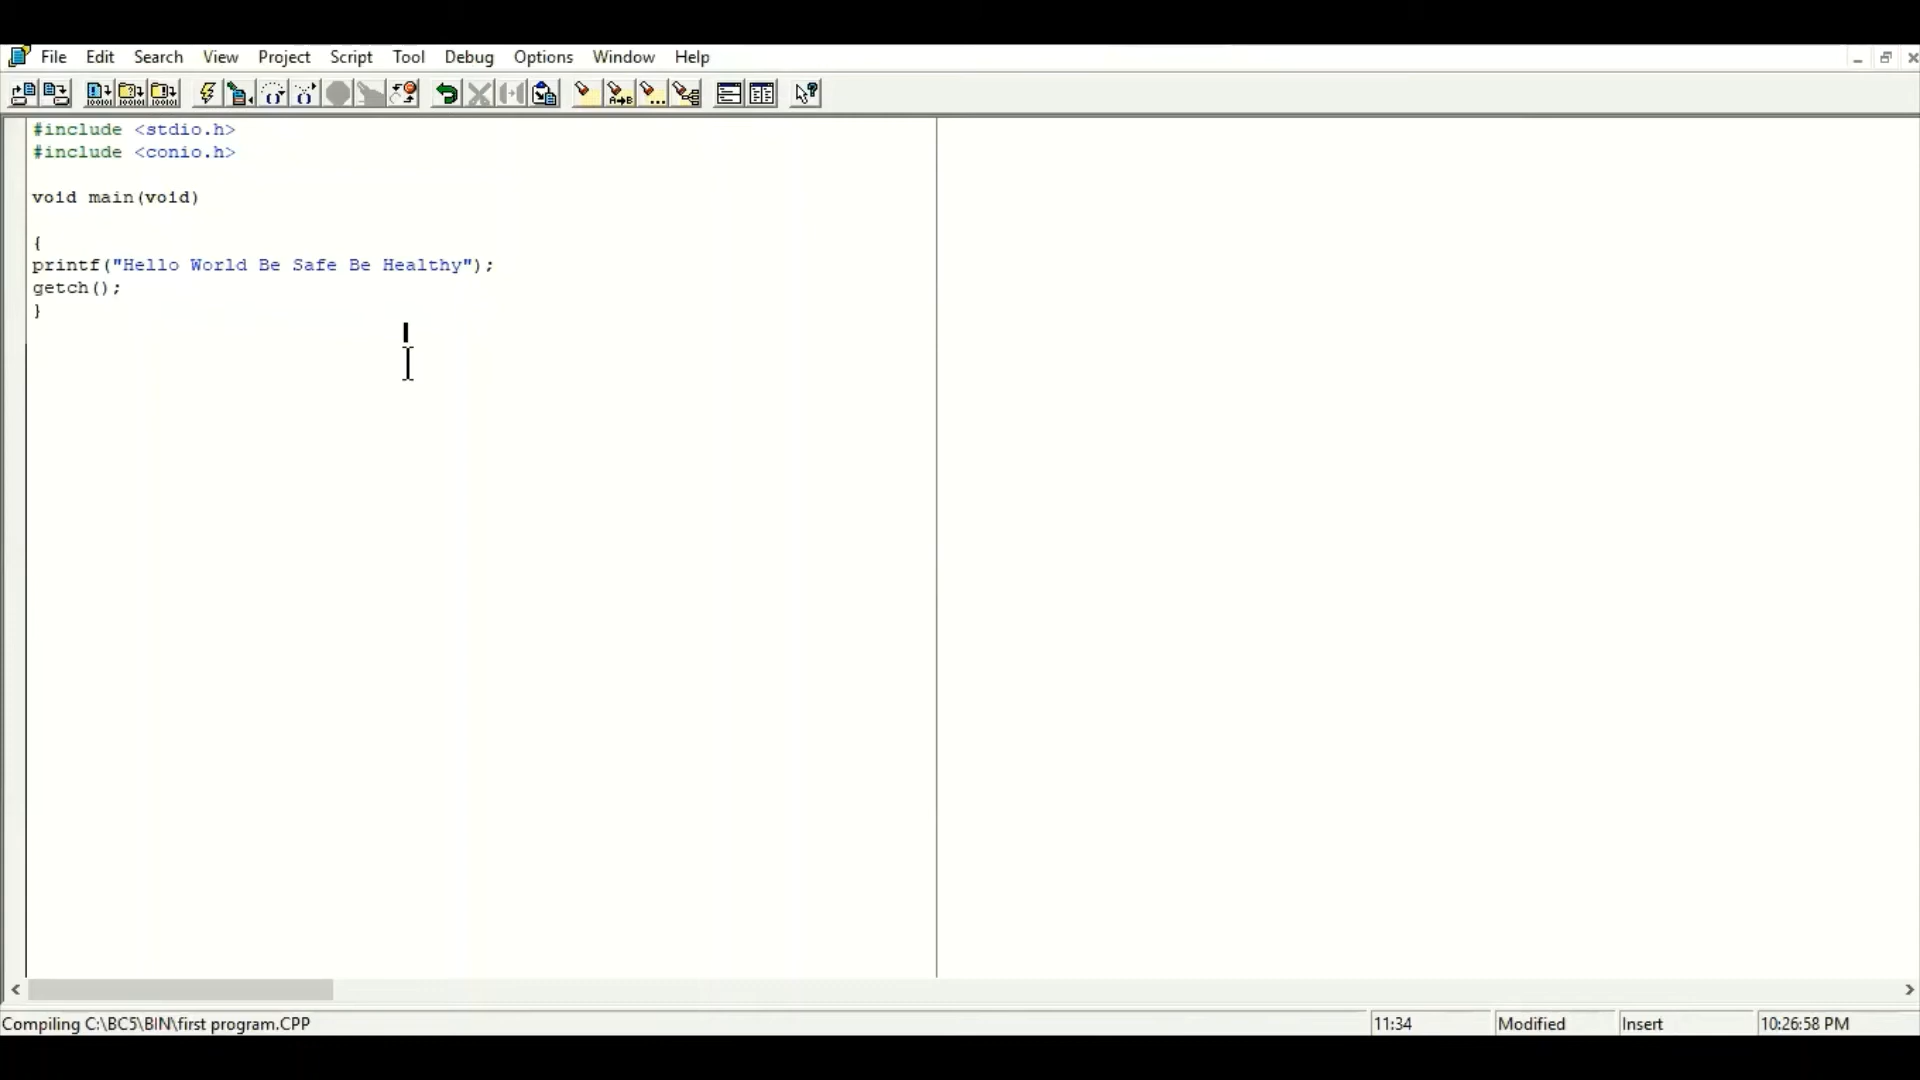 File Edit Search View Project Script Tool Debug Options Window Help
#include <stdio.h>
#include <conio.h>
void main(void)
{
printf("Hello World Be Safe Be Healthy");
getch();
}
Compiling C:\BC5\BIN\first program.CPP 11:34 Modified Insert 10:26:58 PM